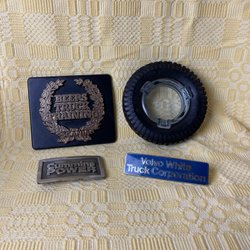 BEERS
TRUCK
TRAINING
Cummins
POWER
Volvo White
Truck Corporation